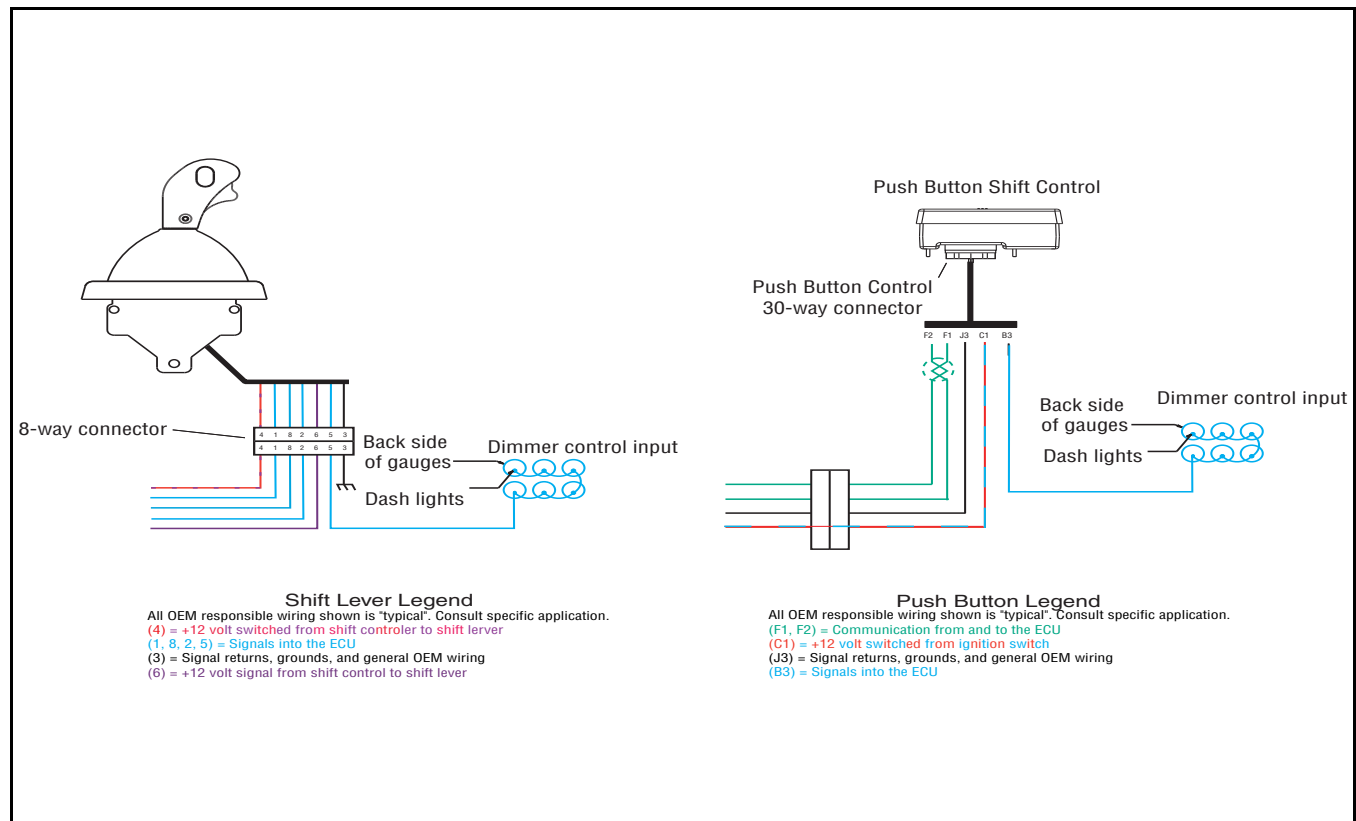 8-way connector
4 1 8 2 6 5 3
4 1 8 2 6 5 3
Back side
of gauges
Dimmer control input
Dash lights
Shift Lever Legend
All OEM responsible wiring shown is "typical". Consult specific application.
(4) = +12 volt switched from shift controler to shift lerver
(1, 8, 2, 5) = Signals into the ECU
(3) = Signal returns, grounds, and general OEM wiring
(6) = +12 volt signal from shift control to shift lever
Push Button Shift Control
Push Button Control
30-way connector
F2 F1 J3 C1 B3
Back side
of gauges
Dimmer control input
Dash lights
Push Button Legend
All OEM responsible wiring shown is "typical". Consult specific application.
(F1, F2) = Communication from and to the ECU
(C1) = +12 volt switched from ignition switch
(J3) = Signal returns, grounds, and general OEM wiring
(B3) = Signals into the ECU